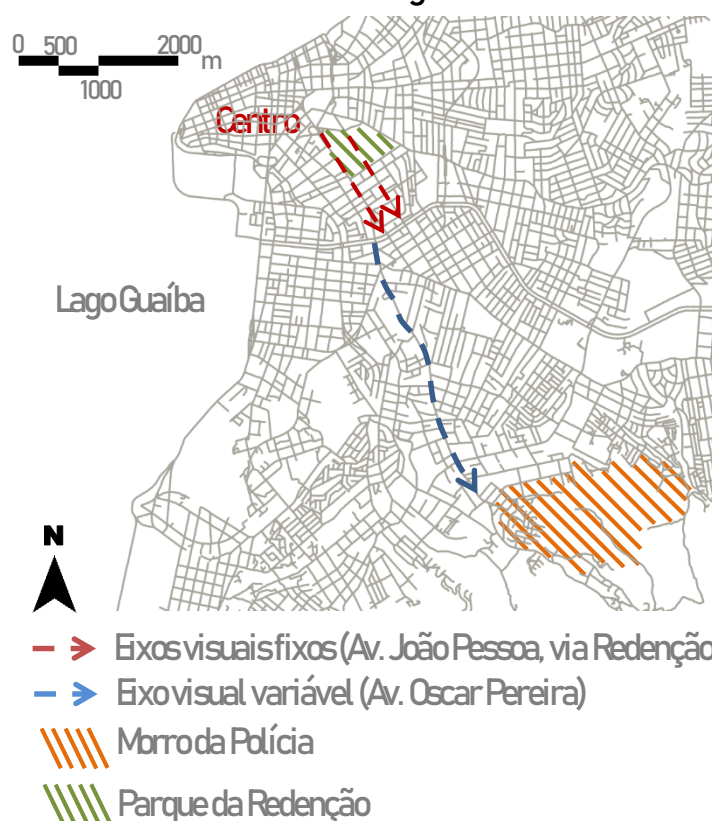 0 500 2000 m
1000
Centro
Lago Guaíba
N
Eixos visuais fixos (Av. João Pessoa, via Redenção
Eixo visual variável (Av. Oscar Pereira)
Morro da Polícia
Parque da Redenção